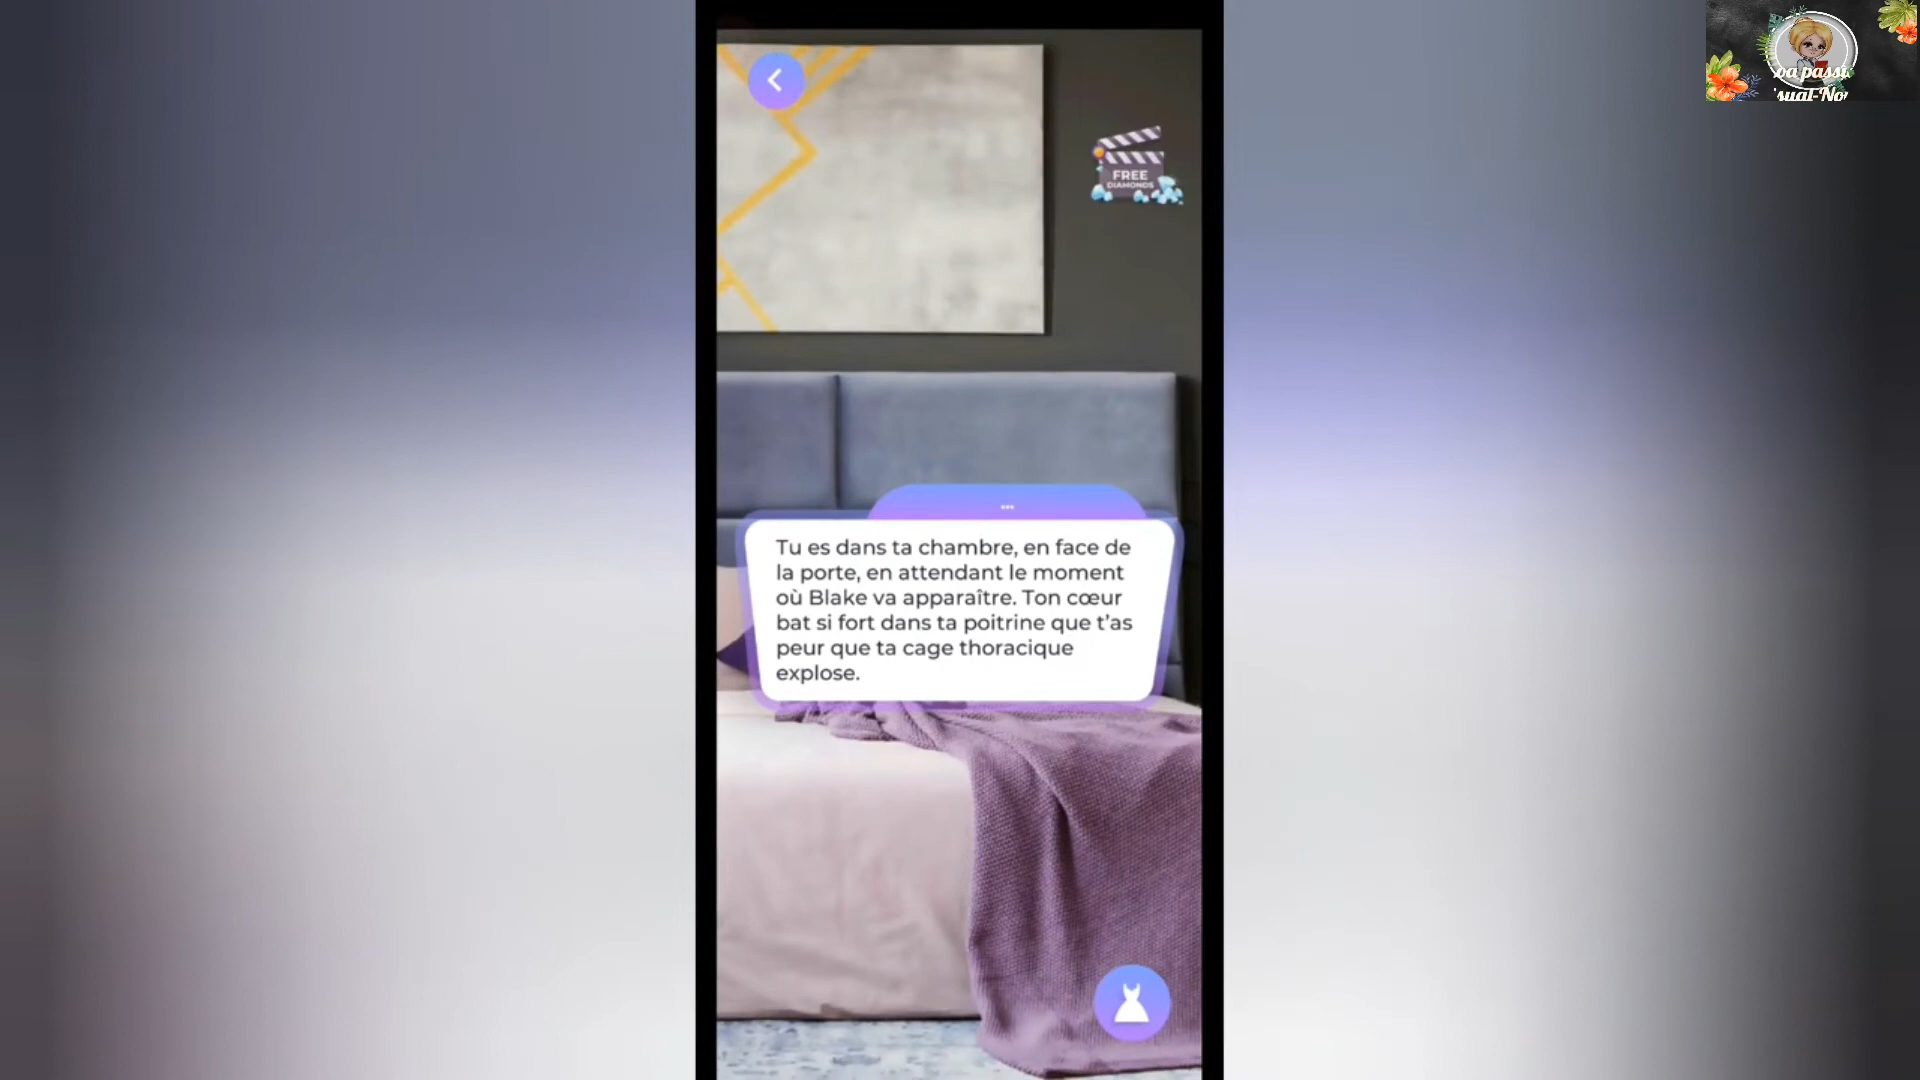 FREE
DIAMONDS
...
Tu es dans ta chambre, en face de
la porte, en attendant le moment
où Blake va apparaître. Ton cœur
bat si fort dans ta poitrine que t’as
peur que ta cage thoracique
explose.